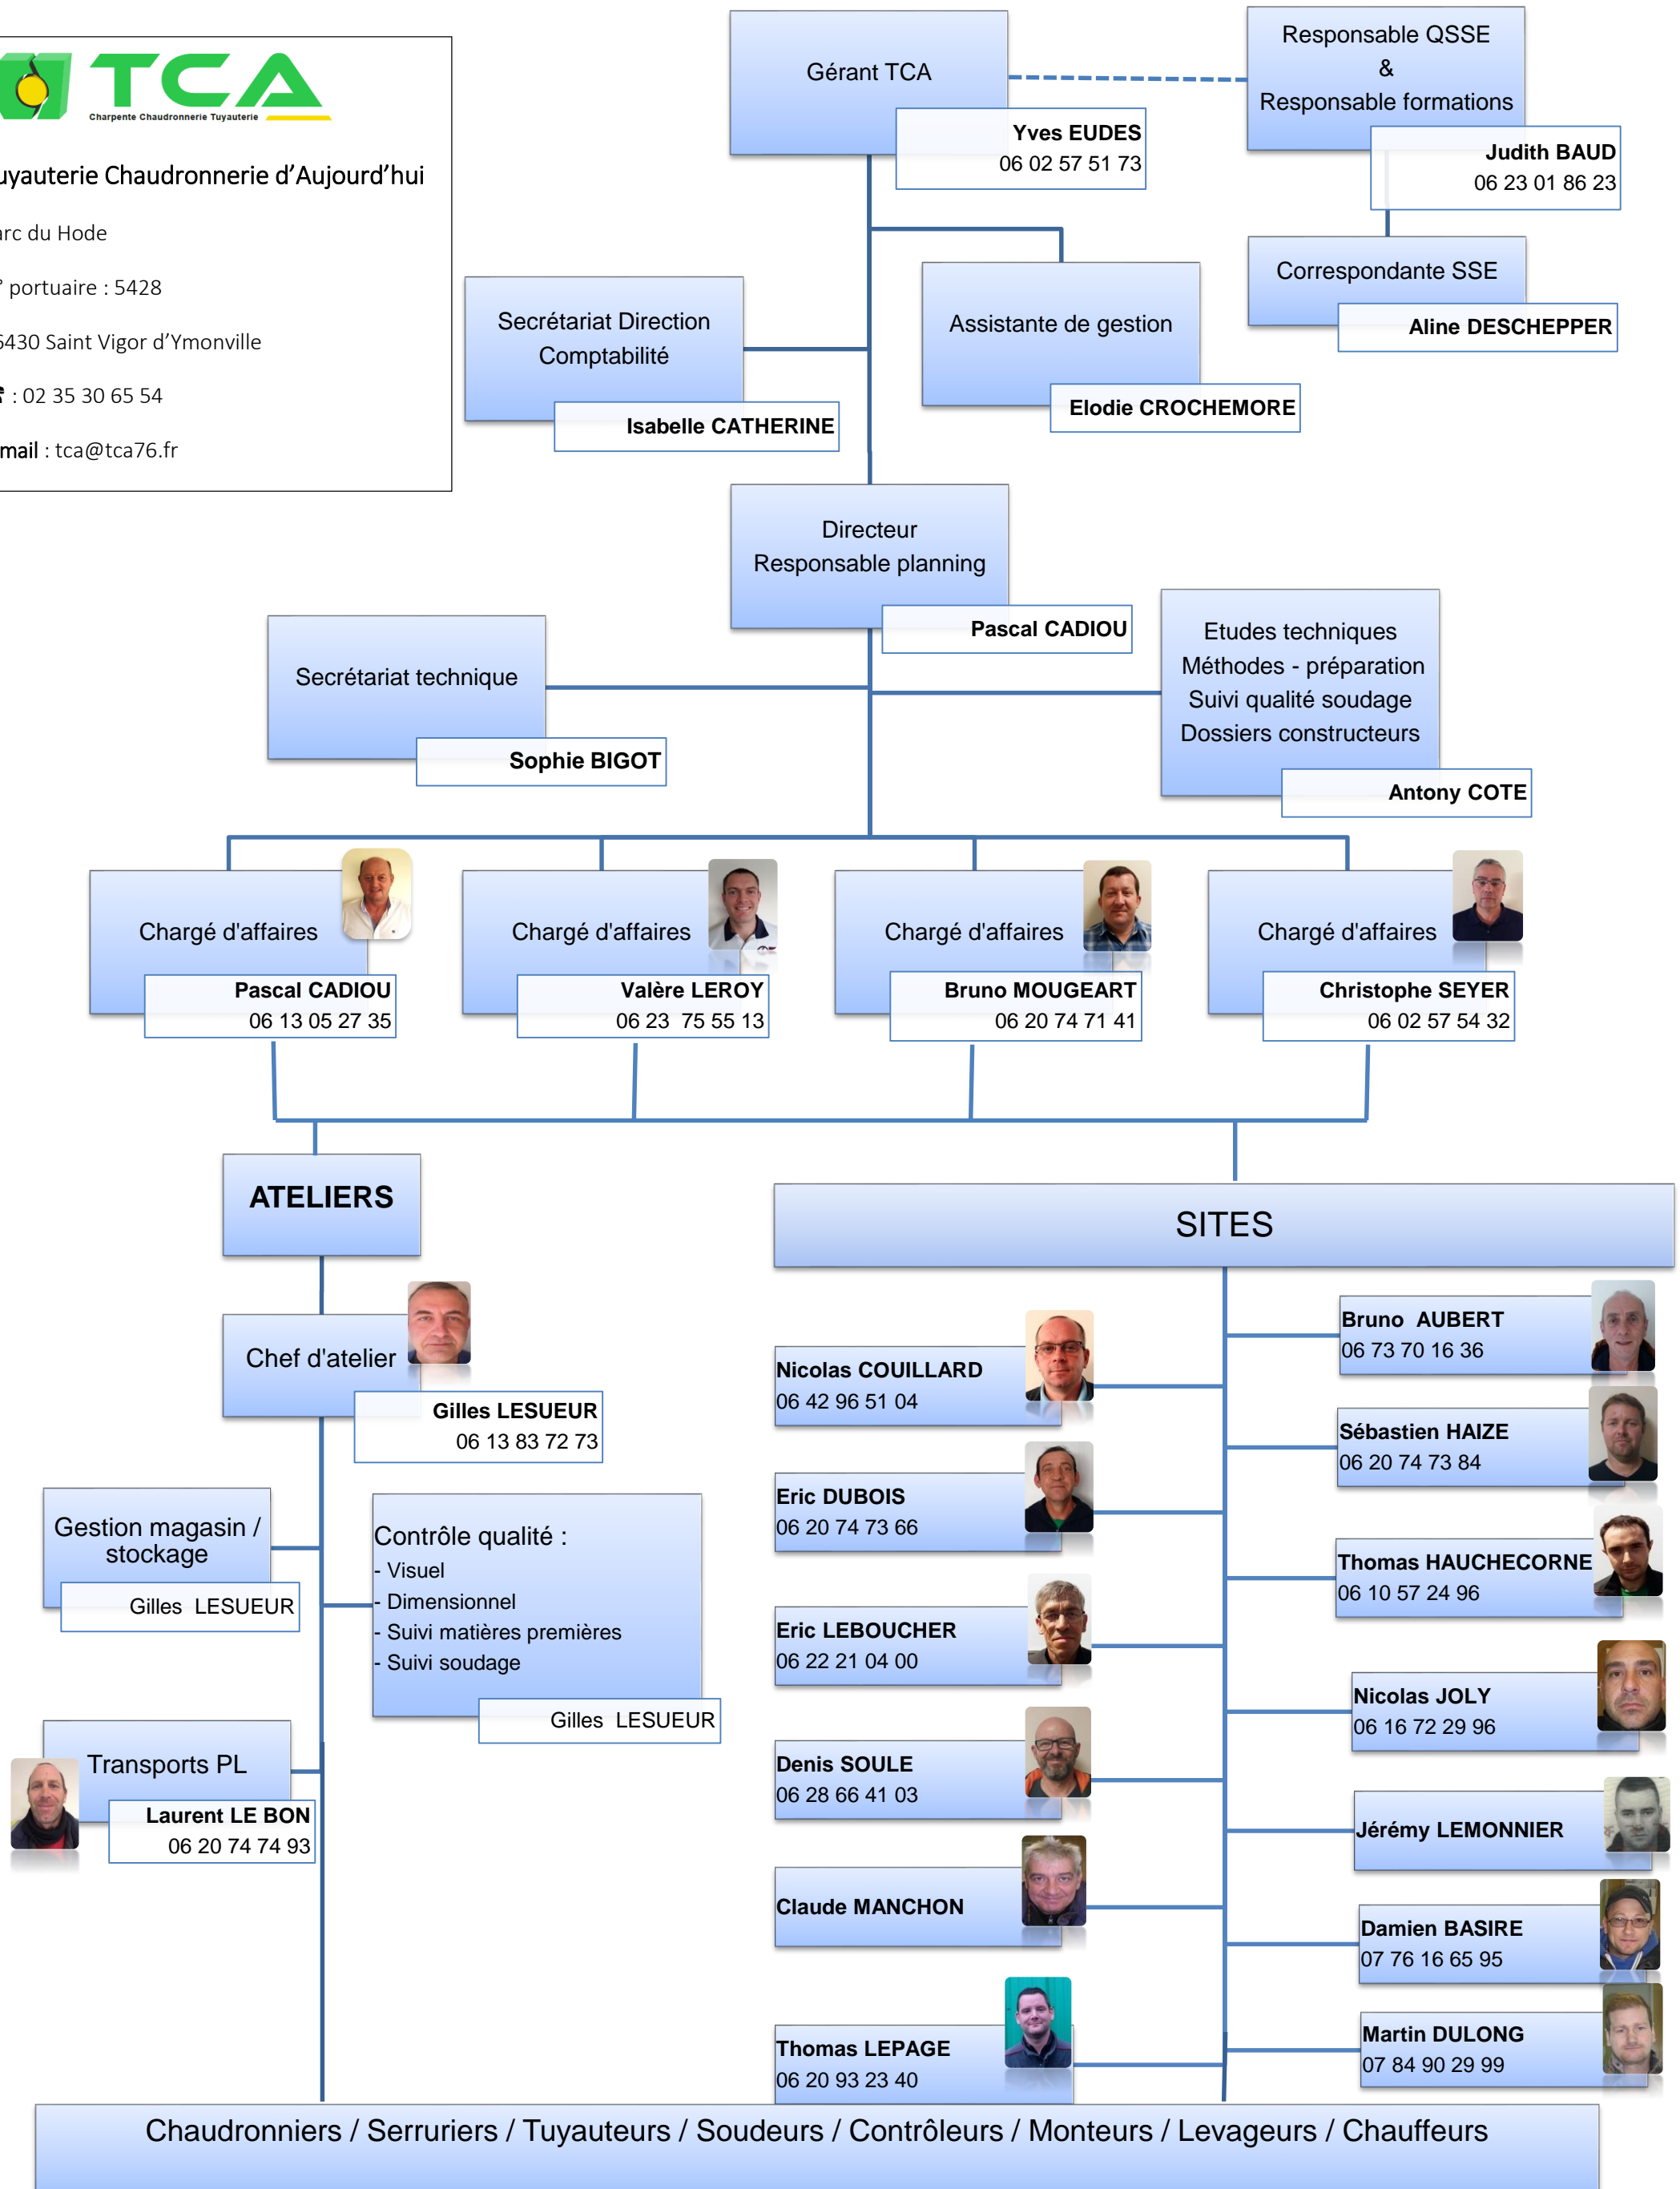 TCA
Charpente Chaudronnerie Tuyauterie
uyauterie Chaudronnerie d'Aujourd'hui
arc du Hode
° portuaire : 5428
6430 Saint Vigor d'Ymonville
: 02 35 30 65 54
mail : tca@tca76.fr
Gérant TCA
Yves EUDES
06 02 57 51 73
Responsable QSSE
&
Responsable formations
Judith BAUD
06 23 01 86 23
Correspondante SSE
Aline DESCHEPPER
Secrétariat Direction
Comptabilité
Isabelle CATHERINE
Assistante de gestion
Elodie CROCHEMORE
Directeur
Responsable planning
Pascal CADIOU
Secrétariat technique
Sophie BIGOT
Etudes techniques
Méthodes - préparation
Suivi qualité soudage
Dossiers constructeurs
Antony COTE
Chargé d'affaires
Pascal CADIOU
06 13 05 27 35
Chargé d'affaires
Valère LEROY
06 23  75 55 13
Chargé d'affaires
Bruno MOUGEART
06 20 74 71 41
Chargé d'affaires
Christophe SEYER
06 02 57 54 32
ATELIERS
Chef d'atelier
Gilles LESUEUR
06 13 83 72 73
Gestion magasin /
stockage
Gilles  LESUEUR
Contrôle qualité :
- Visuel
- Dimensionnel
- Suivi matières premières
- Suivi soudage
Gilles  LESUEUR
Transports PL
Laurent LE BON
06 20 74 74 93
SITES
Nicolas COUILLARD
06 42 96 51 04
Eric DUBOIS
06 20 74 73 66
Eric LEBOUCHER
06 22 21 04 00
Denis SOULE
06 28 66 41 03
Claude MANCHON
Thomas LEPAGE
06 20 93 23 40
Bruno  AUBERT
06 73 70 16 36
Sébastien HAIZE
06 20 74 73 84
Thomas HAUCHECORNE
06 10 57 24 96
Nicolas JOLY
06 16 72 29 96
Jérémy LEMONNIER
Damien BASIRE
07 76 16 65 95
Martin DULONG
07 84 90 29 99
Chaudronniers / Serruriers / Tuyauteurs / Soudeurs / Contrôleurs / Monteurs / Levageurs / Chauffeurs